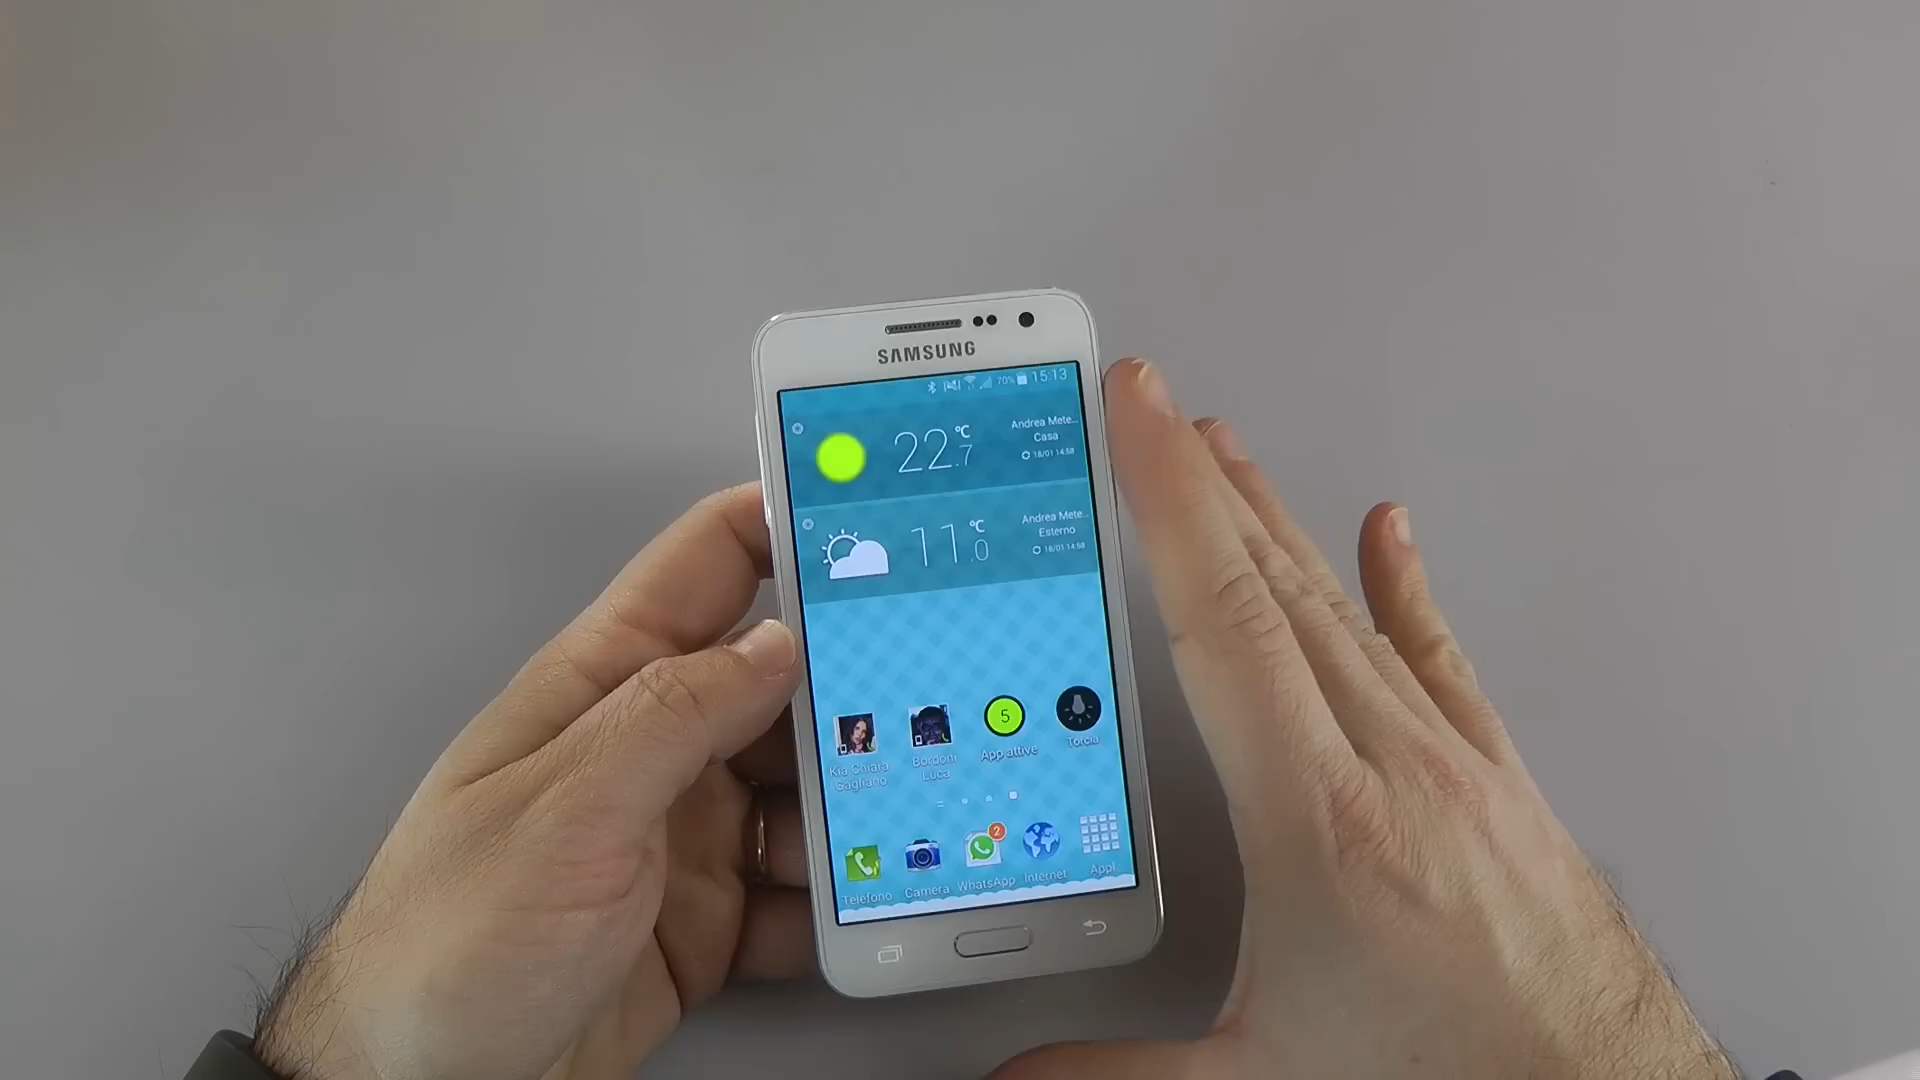 SAMSUNG
70% 15:13
22.7 °C
Andrea Mete..
Casa
18/01 14:58
11.0 °C
Andrea Mete..
Esterno
18/01 14:58
Kia Chiara
Gagliano
Bordoni
Luca
5
App attive
Torcia
2
Telefono
Camera
WhatsApp
Internet
Appl